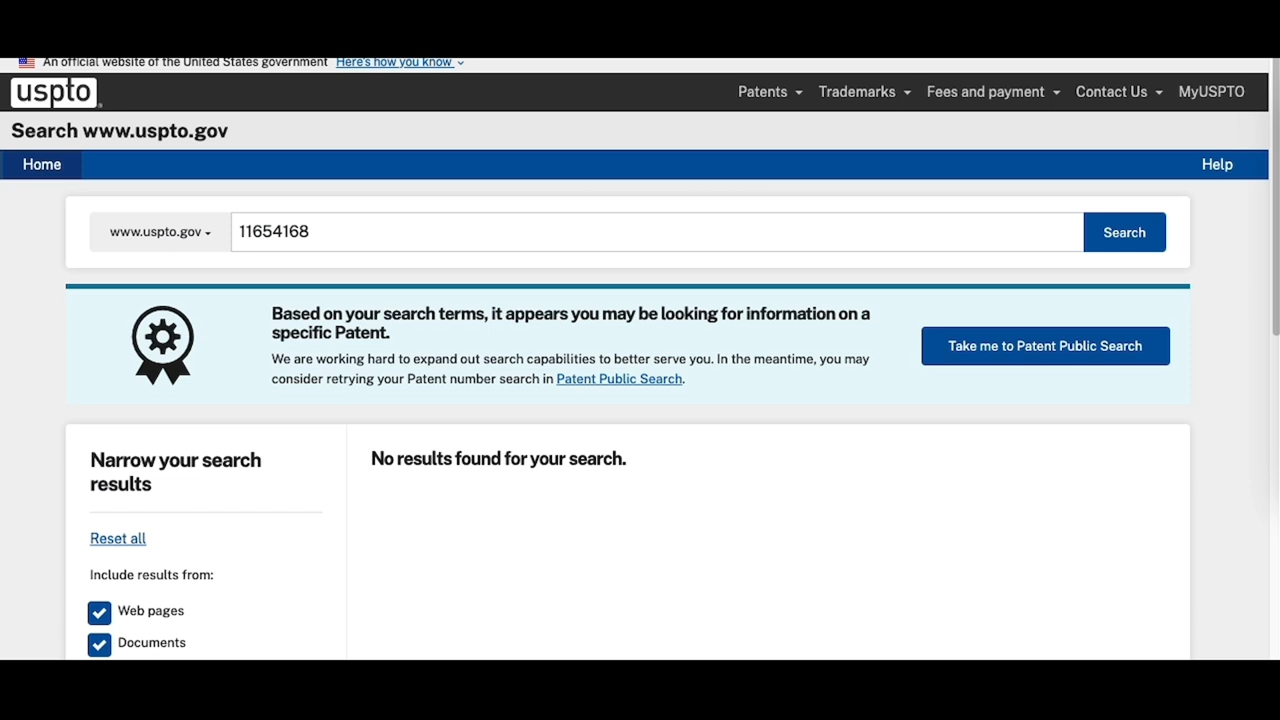 An official website of the United States government Here's how you know
uspto
Patents Trademarks Fees and payment Contact Us MyUSPTO
Search www.uspto.gov
Home Help
www.uspto.gov 11654168 Search
Based on your search terms, it appears you may be looking for information on a
specific Patent.
We are working hard to expand out search capabilities to better serve you. In the meantime, you may
consider retrying your Patent number search in Patent Public Search.
Take me to Patent Public Search
Narrow your search
results
Reset all
Include results from:
Web pages
Documents
No results found for your search.